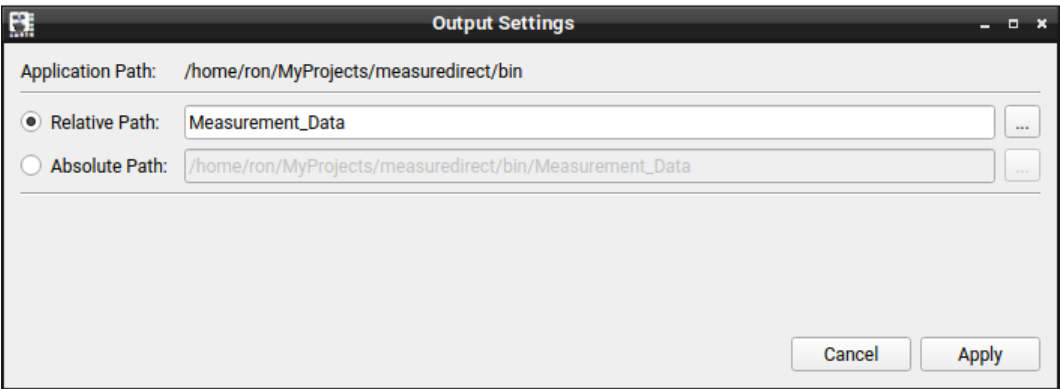 Output Settings
Application Path: /home/ron/MyProjects/measuredirect/bin
Relative Path: Measurement_Data ...
Absolute Path: /home/ron/MyProjects/measuredirect/bin/Measurement_Data ...
Cancel Apply